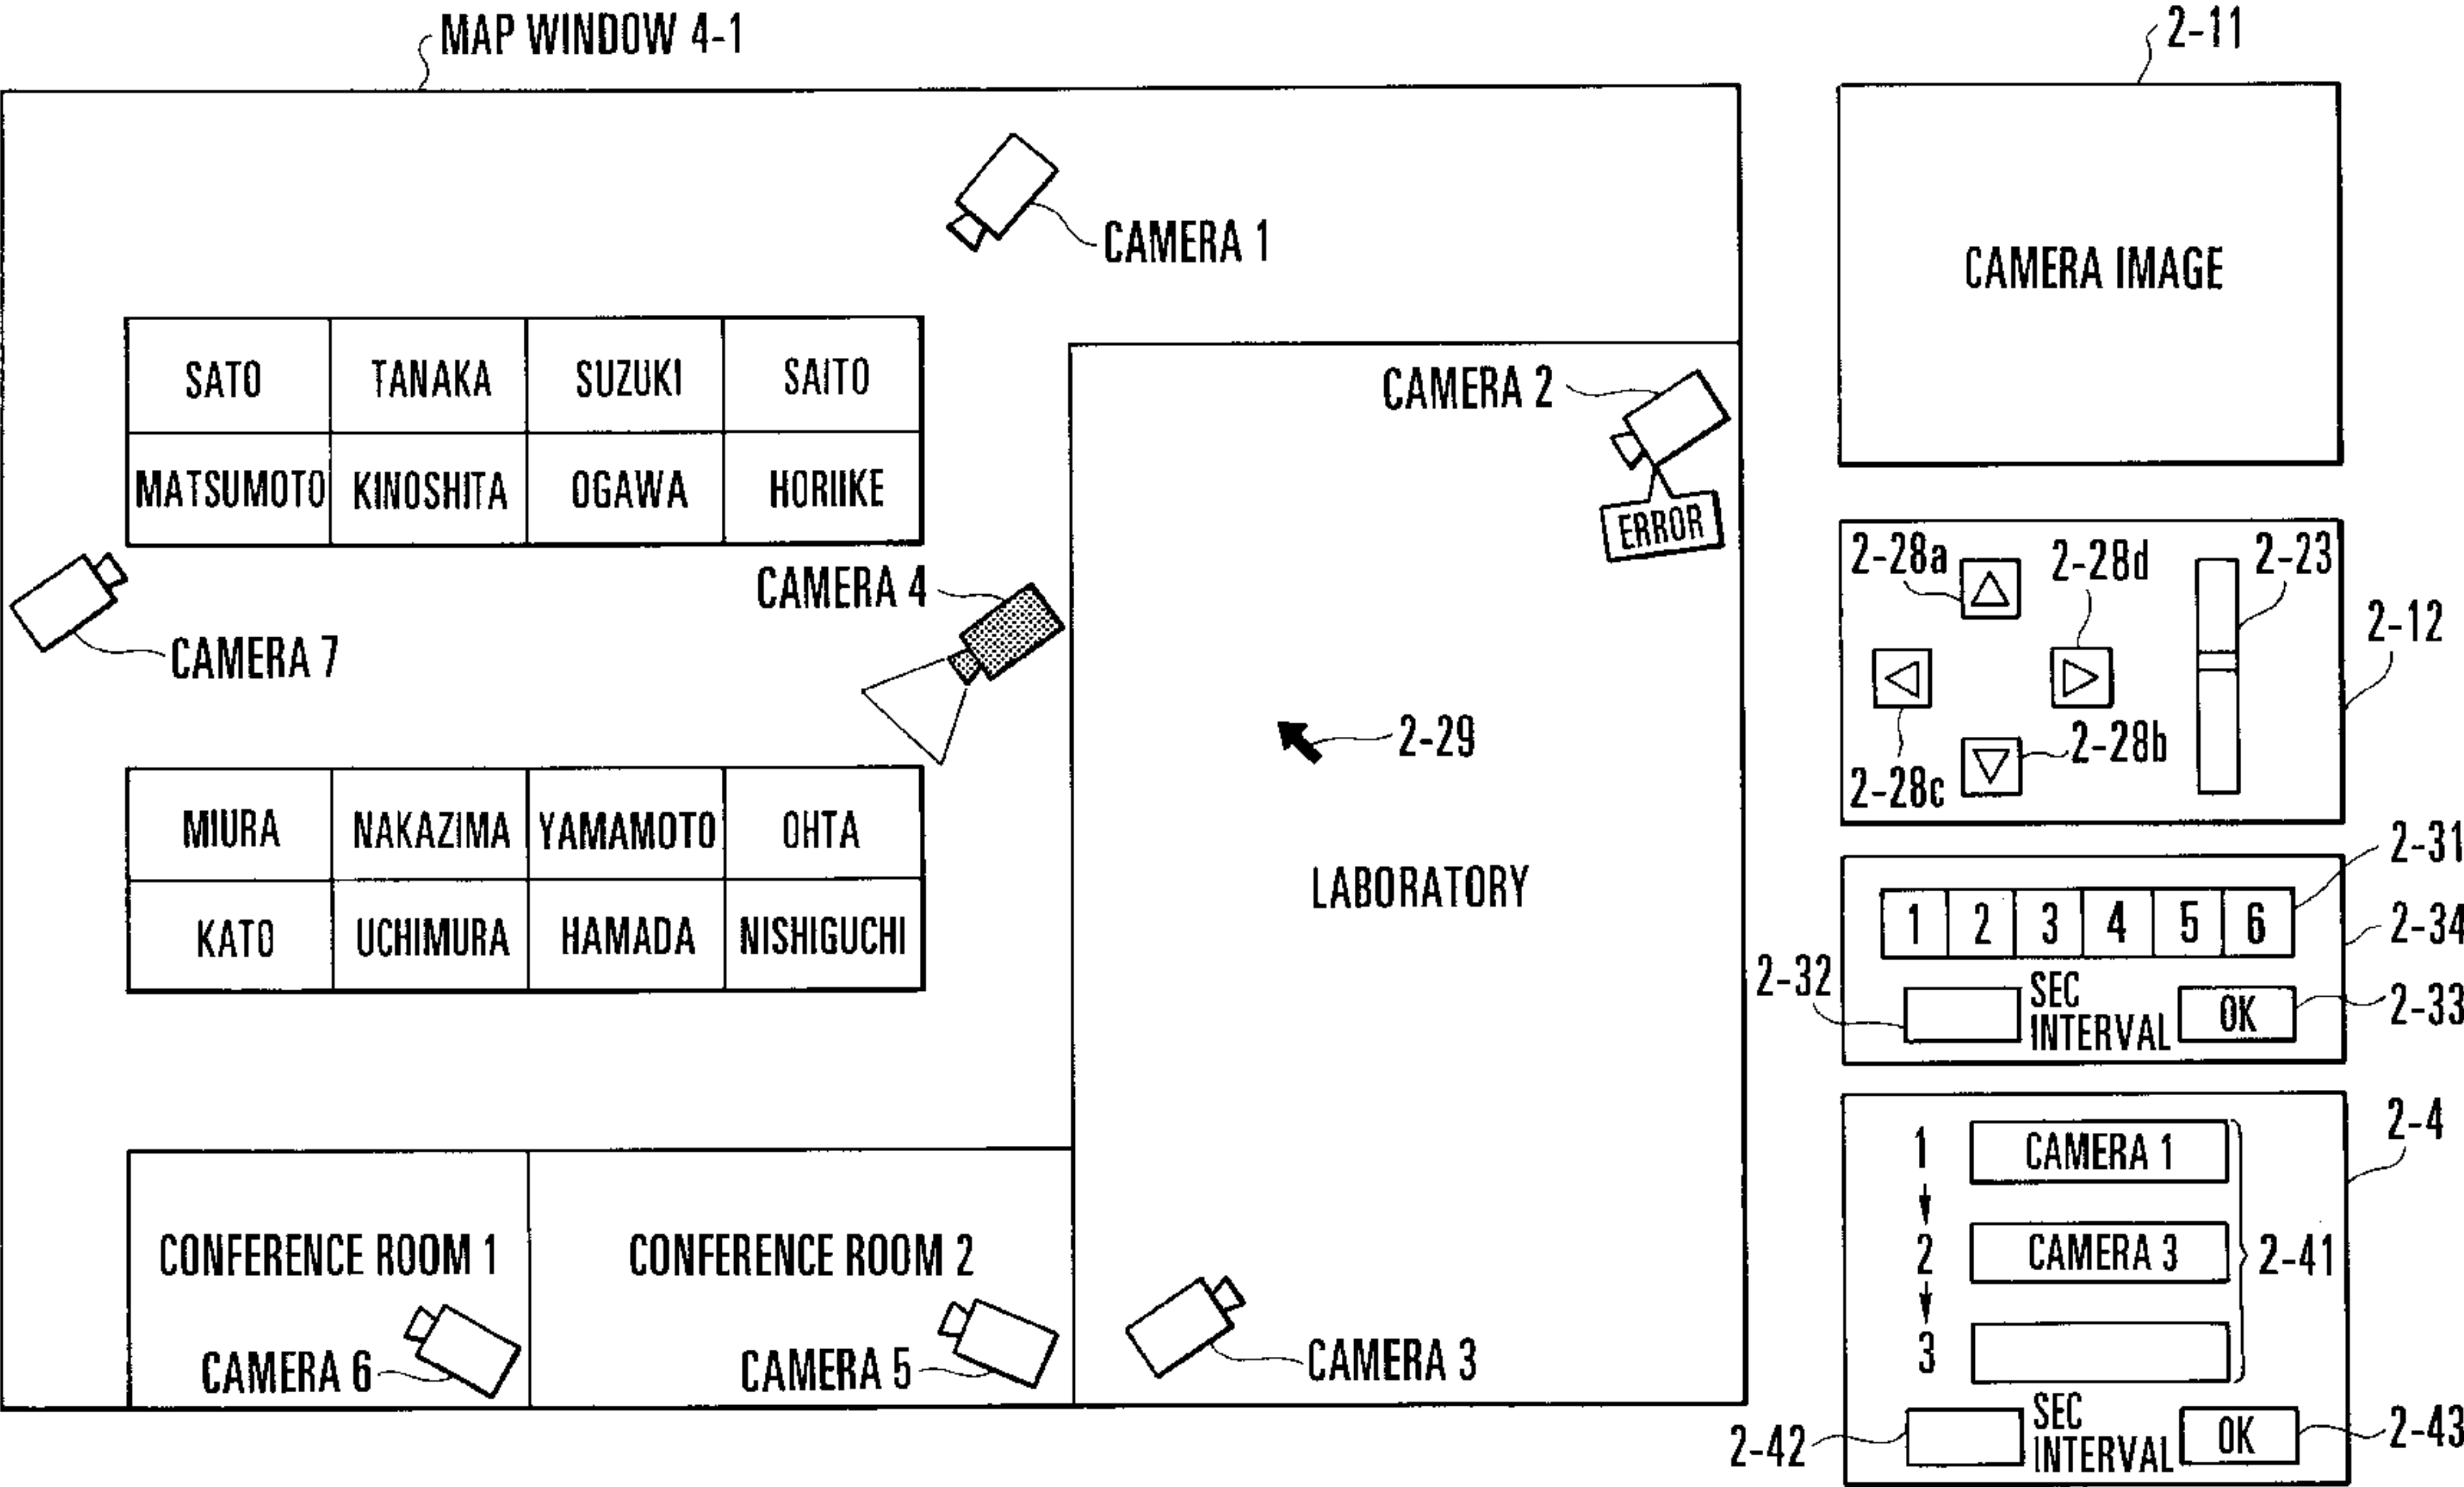 MAP WINDOW 4-1
CAMERA 1
SATO TANAKA SUZUKI SAITO
MATSUMOTO KINOSHITA OGAWA HORIIKE
CAMERA 2
ERROR
CAMERA 4
CAMERA 7
2-29
MIURA NAKAZIMA YAMAMOTO OHTA
KATO UCHIMURA HAMADA NISHIGUCHI
LABORATORY
CONFERENCE ROOM 1
CONFERENCE ROOM 2
CAMERA 6
CAMERA 5
CAMERA 3
2-11
CAMERA IMAGE
2-28a
2-28d
2-23
2-12
2-28b
2-28c
2-31
1 2 3 4 5 6
2-34
2-32
SEC
INTERVAL
OK
2-33
2-4
1 CAMERA 1
2 CAMERA 3
2-41
3
2-42
SEC
INTERVAL
OK
2-43